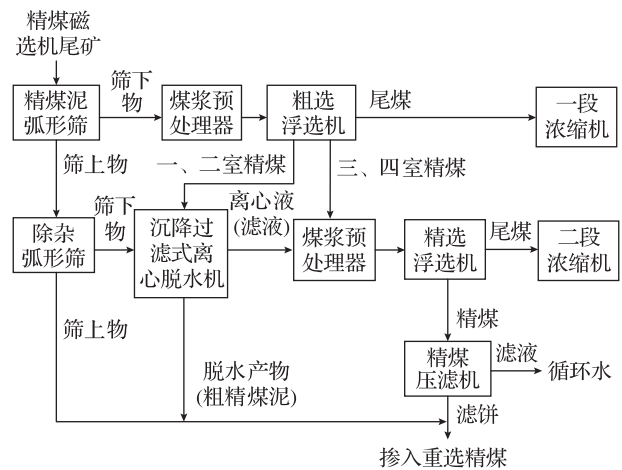 精煤磁
选机尾矿
筛下
物
精煤泥
弧形筛
煤浆预
处理器
粗选
浮选机
尾煤
一段
浓缩机
筛上物
一、二室精煤
三、四室精煤
筛下
物
离心液
(滤液)
除杂
弧形筛
沉降过
滤式离
心脱水机
煤浆预
处理器
精选
浮选机
尾煤
二段
浓缩机
筛上物
精煤
脱水产物
(粗精煤泥)
精煤
压滤机
滤液
循环水
滤饼
掺入重选精煤